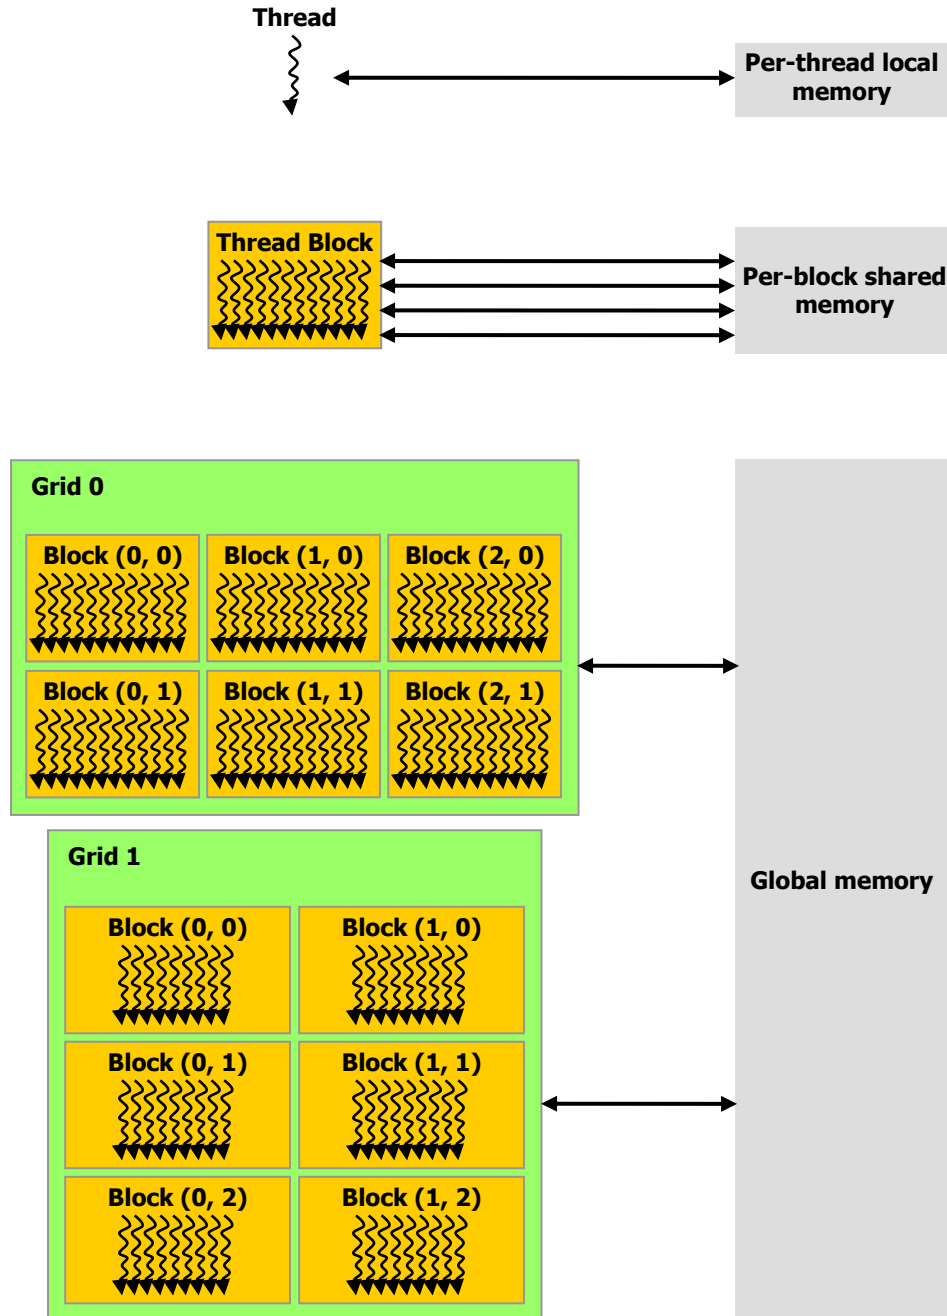 Thread
Per-thread local
memory
Thread Block
Per-block shared
memory
Grid 0
Block (0, 0)
Block (1, 0)
Block (2, 0)
Block (0, 1)
Block (1, 1)
Block (2, 1)
Grid 1
Global memory
Block (0, 0)
Block (1, 0)
Block (0, 1)
Block (1, 1)
Block (0, 2)
Block (1, 2)